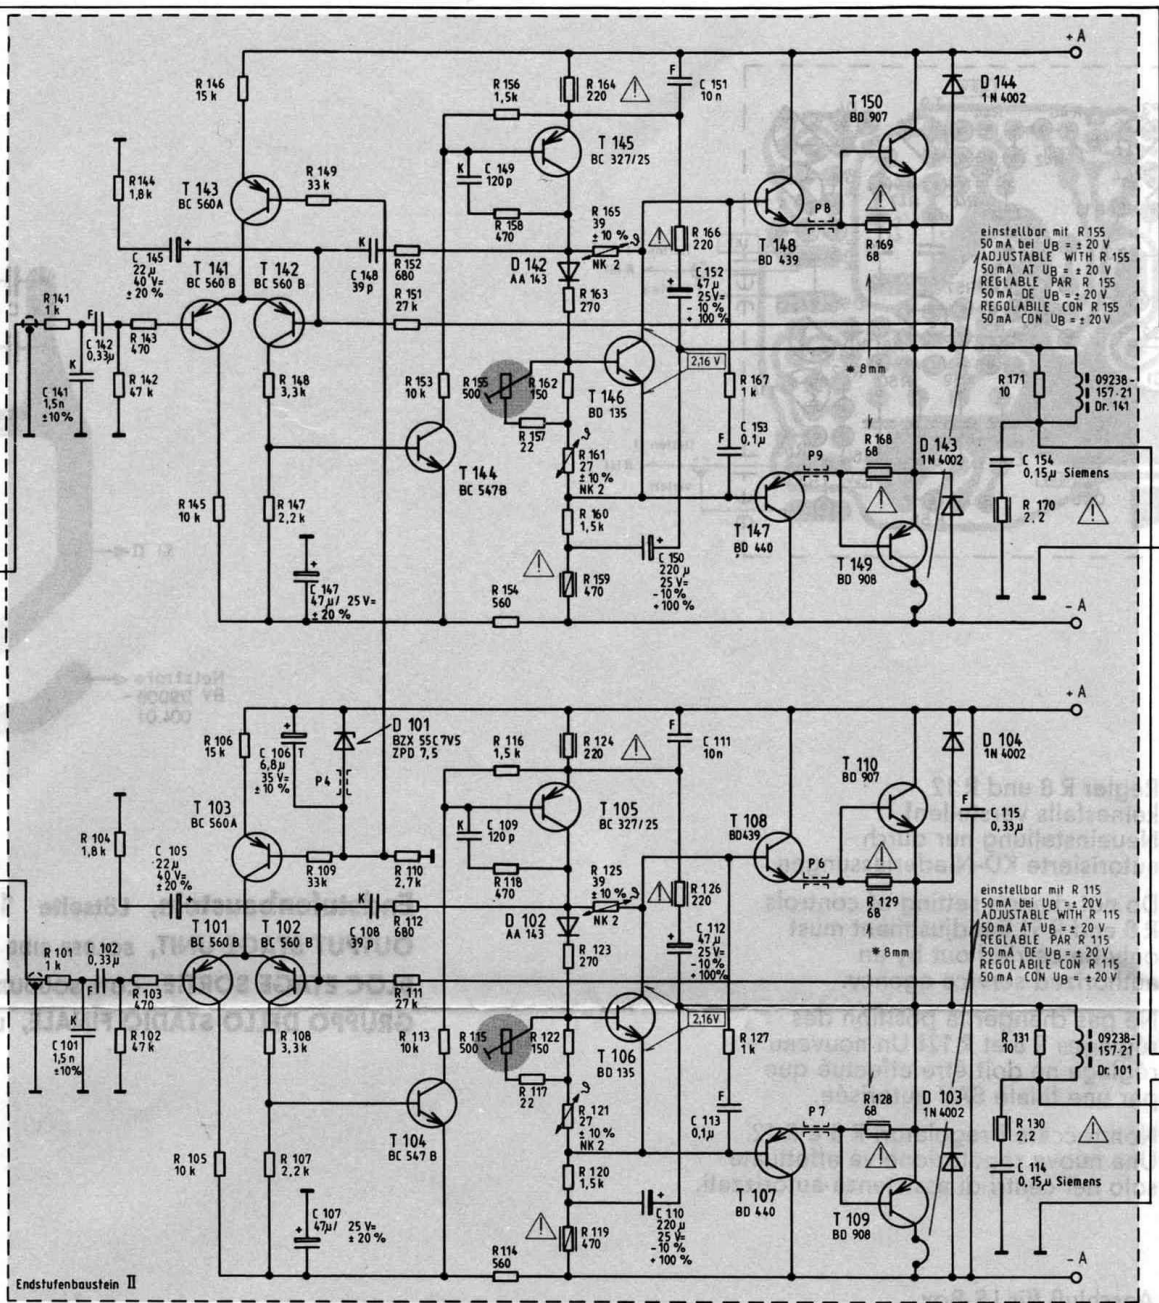 + A
R 146
15 k
R 156
1,5k
R 164
220
F
C 151
10 n
D 144
1 N 4002
T 150
BD 907
T 145
BC 327/25
R 144
1,8 k
T 143
BC 560A
R 149
33 k
K
C 149
120 p
R 158
470
R 165
39
± 10 %
NK 2
R 166
220
T 148
BD 439
P8
R 169
68
einstellbar mit R 155
50 mA bei UB = ± 20 V
ADJUSTABLE WITH R 155
50 mA AT UB = ± 20 V
REGLABLE PAR R 155
50 mA DE UB = ± 20 V
REGOLABILE CON R 155
50 mA CON UB = ± 20 V
C 145
22 µ
40 V=
± 20 %
T 141
BC 560 B
T 142
BC 560 B
K
C 148
39 p
R 152
680
R 151
27 k
D 142
AA 143
R 163
270
C 152
47 µ
25 V=
- 10 %
+ 100 %
R 141
1 k
F
C 142
0,33µ
R 143
470
K
C 141
1,5 n
± 10 %
R 142
47 k
R 148
3,3 k
R 153
10 k
R 155
500
R 162
150
R 157
22
T 146
BD 135
2,16 V
R 167
1 k
* 8mm
R 171
10
09238-
157.21
Dr. 141
T 144
BC 547 B
R 161
27
± 10 %
NK 2
F
C 153
0,1 µ
P9
R 168
68
D 143
1N 4002
C 154
0,15µ Siemens
R 145
10 k
R 147
2,2 k
R 160
1,5 k
T 147
BD 440
R 170
2,2
C 147
47 µ/ 25 V=
± 20 %
R 154
560
R 159
470
C 150
220 µ
25 V=
- 10 %
+ 100 %
T 149
BD 908
- A
+ A
R 106
15 k
C 106
6,8µ
35 V=
± 10 %
T
D 101
BZX 55C7V5
ZPD 7,5
P4
R 116
1,5 k
R 124
220
F
C 111
10n
D 104
1N 4002
T 110
BD 907
F
C 115
0,33µ
R 104
1,8 k
T 103
BC 560A
C 105
22 µ
40 V=
± 20 %
R 109
33k
R 110
2,7 k
K
C 109
120 p
R 118
470
T 105
BC 327/25
T 108
BD439
P6
R 129
68
K
C 108
39 p
R 112
680
R 125
39
± 10 %
NK 2
R 126
220
einstellbar mit R 115
50 mA bei UB = ± 20V
ADJUSTABLE WITH R 115
50 mA AT UB = ± 20 V
REGLABLE PAR R 115
50 mA DE UB = ± 20 V
REGOLABILE CON R 115
50 mA CON UB = ± 20V
T 101
BC 560 B
T 102
BC 560 B
D 102
AA 143
R 123
270
C 112
47 µ
25 V=
- 10 %
+ 100%
* 8mm
R 101
1 k
C 102
0,33µ
F
R 103
470
K
C 101
1,5 n
±10%
R 102
47 k
R 108
3,3 k
R 111
27 k
R 113
10 k
R 115
500
R 122
150
R 117
22
T 106
BD 135
2,16V
R 127
1 k
R 131
10
09238-
157.21
Dr. 101
T 104
BC 547 B
R 121
27
± 10 %
NK 2
F
C 113
0,1µ
P 7
R 128
68
D 103
1N 4002
R 130
2,2
C 114
0,15µ Siemens
R 105
10 k
R 107
2,2 k
R 120
1,5 k
T 107
BD 440
C 107
47µ/ 25 V=
± 20 %
R 114
560
R 119
470
C 110
220 µ
25 V=
- 10 %
+ 100 %
T 109
BD 908
- A
Endstufenbaustein II